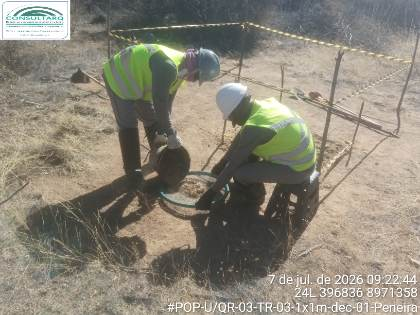 CONSULTARQ
7 de jul. de 2026 09:22:44
24L 396836 8971358
#POP-U/QR-03-TR-03-1x1m-dec-01-Peneira